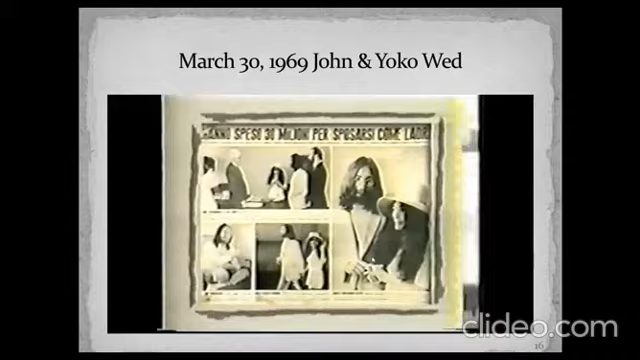 March 30, 1969 John & Yoko Wed
HANNO SPESO 30 MILIONI PER SPOSARSI COME LADRI
clideo.com
16